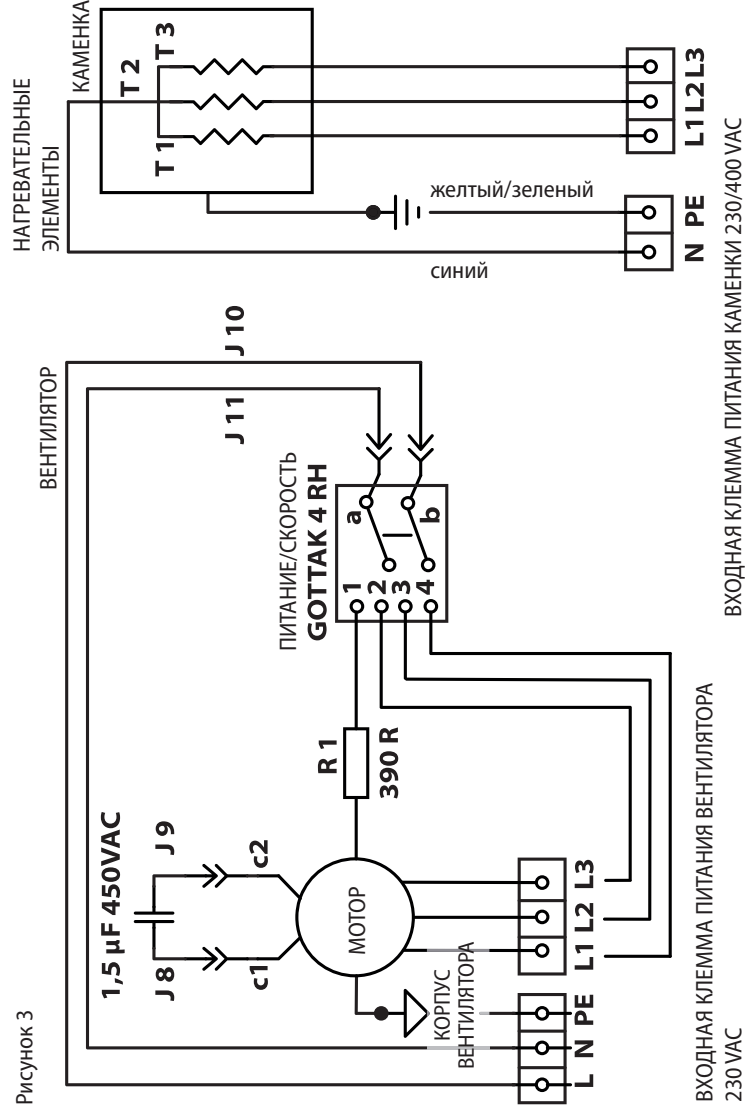 Рисунок 3
ВЕНТИЛЯТОР
НАГРЕВАТЕЛЬНЫЕ
ЭЛЕМЕНТЫ
КАМЕНКА
1,5 µF 450VAC
J 8
J 9
c1
c2
МОТОР
КОРПУС
ВЕНТИЛЯТОРА
R 1
390 R
ПИТАНИЕ/СКОРОСТЬ
GOTTAK 4 RH
1
2
3
4
a
b
J 11
J 10
L N PE
L1 L2 L3
ВХОДНАЯ КЛЕММА ПИТАНИЯ ВЕНТИЛЯТОРА
230 VAC
T 1
T 2
T 3
синий
желтый/зеленый
N PE
L1 L2 L3
ВХОДНАЯ КЛЕММА ПИТАНИЯ КАМЕНКИ 230/400 VAC